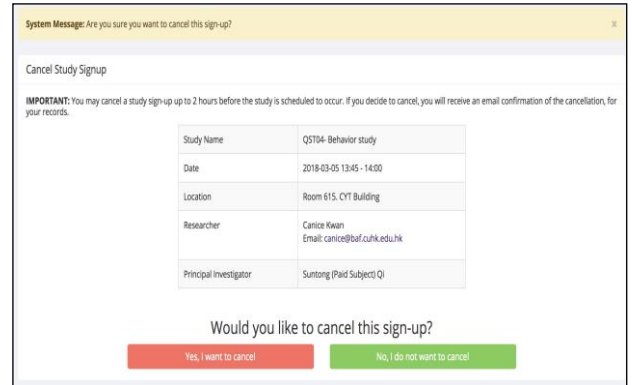 System Message: Are you sure you want to cancel this sign-up? x
Cancel Study Signup
IMPORTANT: You may cancel a study sign-up up to 2 hours before the study is scheduled to occur. If you decide to cancel, you will receive an email confirmation of the cancellation, for
your records.
Study Name QST04- Behavior study
Date 2018-03-05 13:45 - 14:00
Location Room 615. CYT Building
Researcher Canice Kwan
Email: canice@baf.cuhk.edu.hk
Principal Investigator Suntong (Paid Subject) Qi
Would you like to cancel this sign-up?
Yes, I want to cancel No, I do not want to cancel